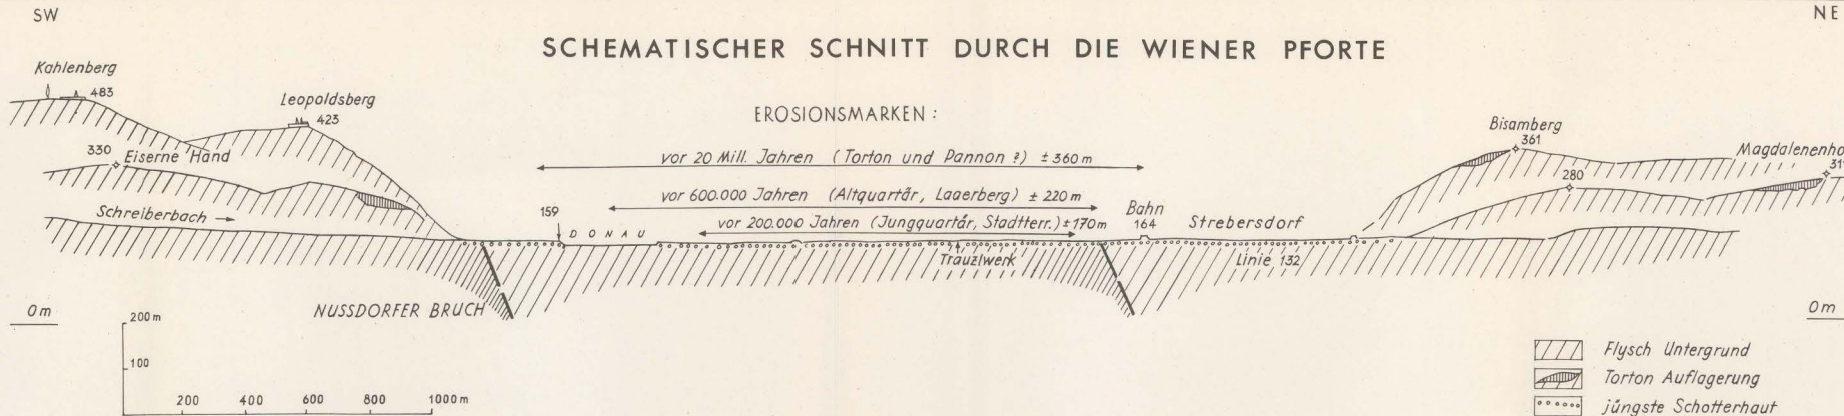 SW
NE
SCHEMATISCHER SCHNITT DURCH DIE WIENER PFORTE
Kahlenberg
483
Leopoldsberg
423
EROSIONSMARKEN:
Bisamberg
361
330 Eiserne Hand
vor 20 Mill. Jahren (Torton und Pannon ?) ± 360 m
Magdalenenho
31
280
vor 600.000 Jahren (Altquartär, Laaerberg) ± 220 m
Schreiberbach →
159
DONAU
vor 200.000 Jahren (Jungquartär, Stadtterr.) ± 170 m
Bahn
164
Strebersdorf
Trauzlwerk
Linie 132
NUSSDORFER BRUCH
0 m
0 m
200 m
100
200 400 600 800 1000 m
Flysch Untergrund
Torton Auflagerung
jüngste Schotterhaut